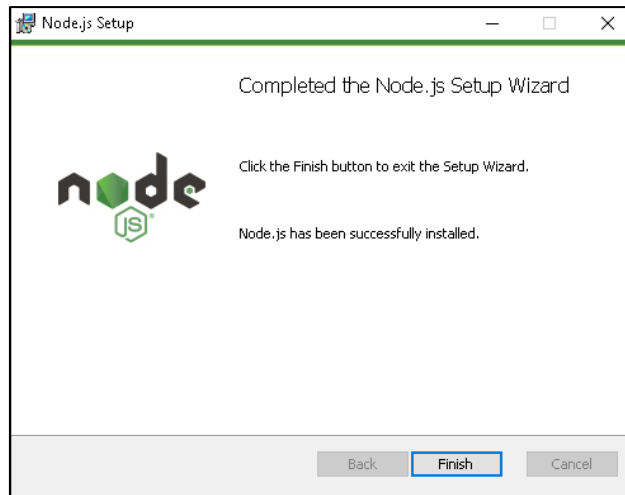 Node.js Setup
Completed the Node.js Setup Wizard
Click the Finish button to exit the Setup Wizard.
node
JS
Node.js has been successfully installed.
Back Finish Cancel